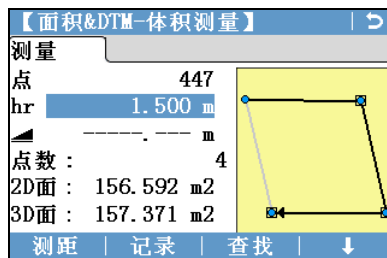 【面积&DTM-体积测量】
测量
点 447
hr 1.500 m
-----.--- m
点数： 4
2D面： 156.592 m2
3D面： 157.371 m2
测距 | 记录 | 查找 | ↓